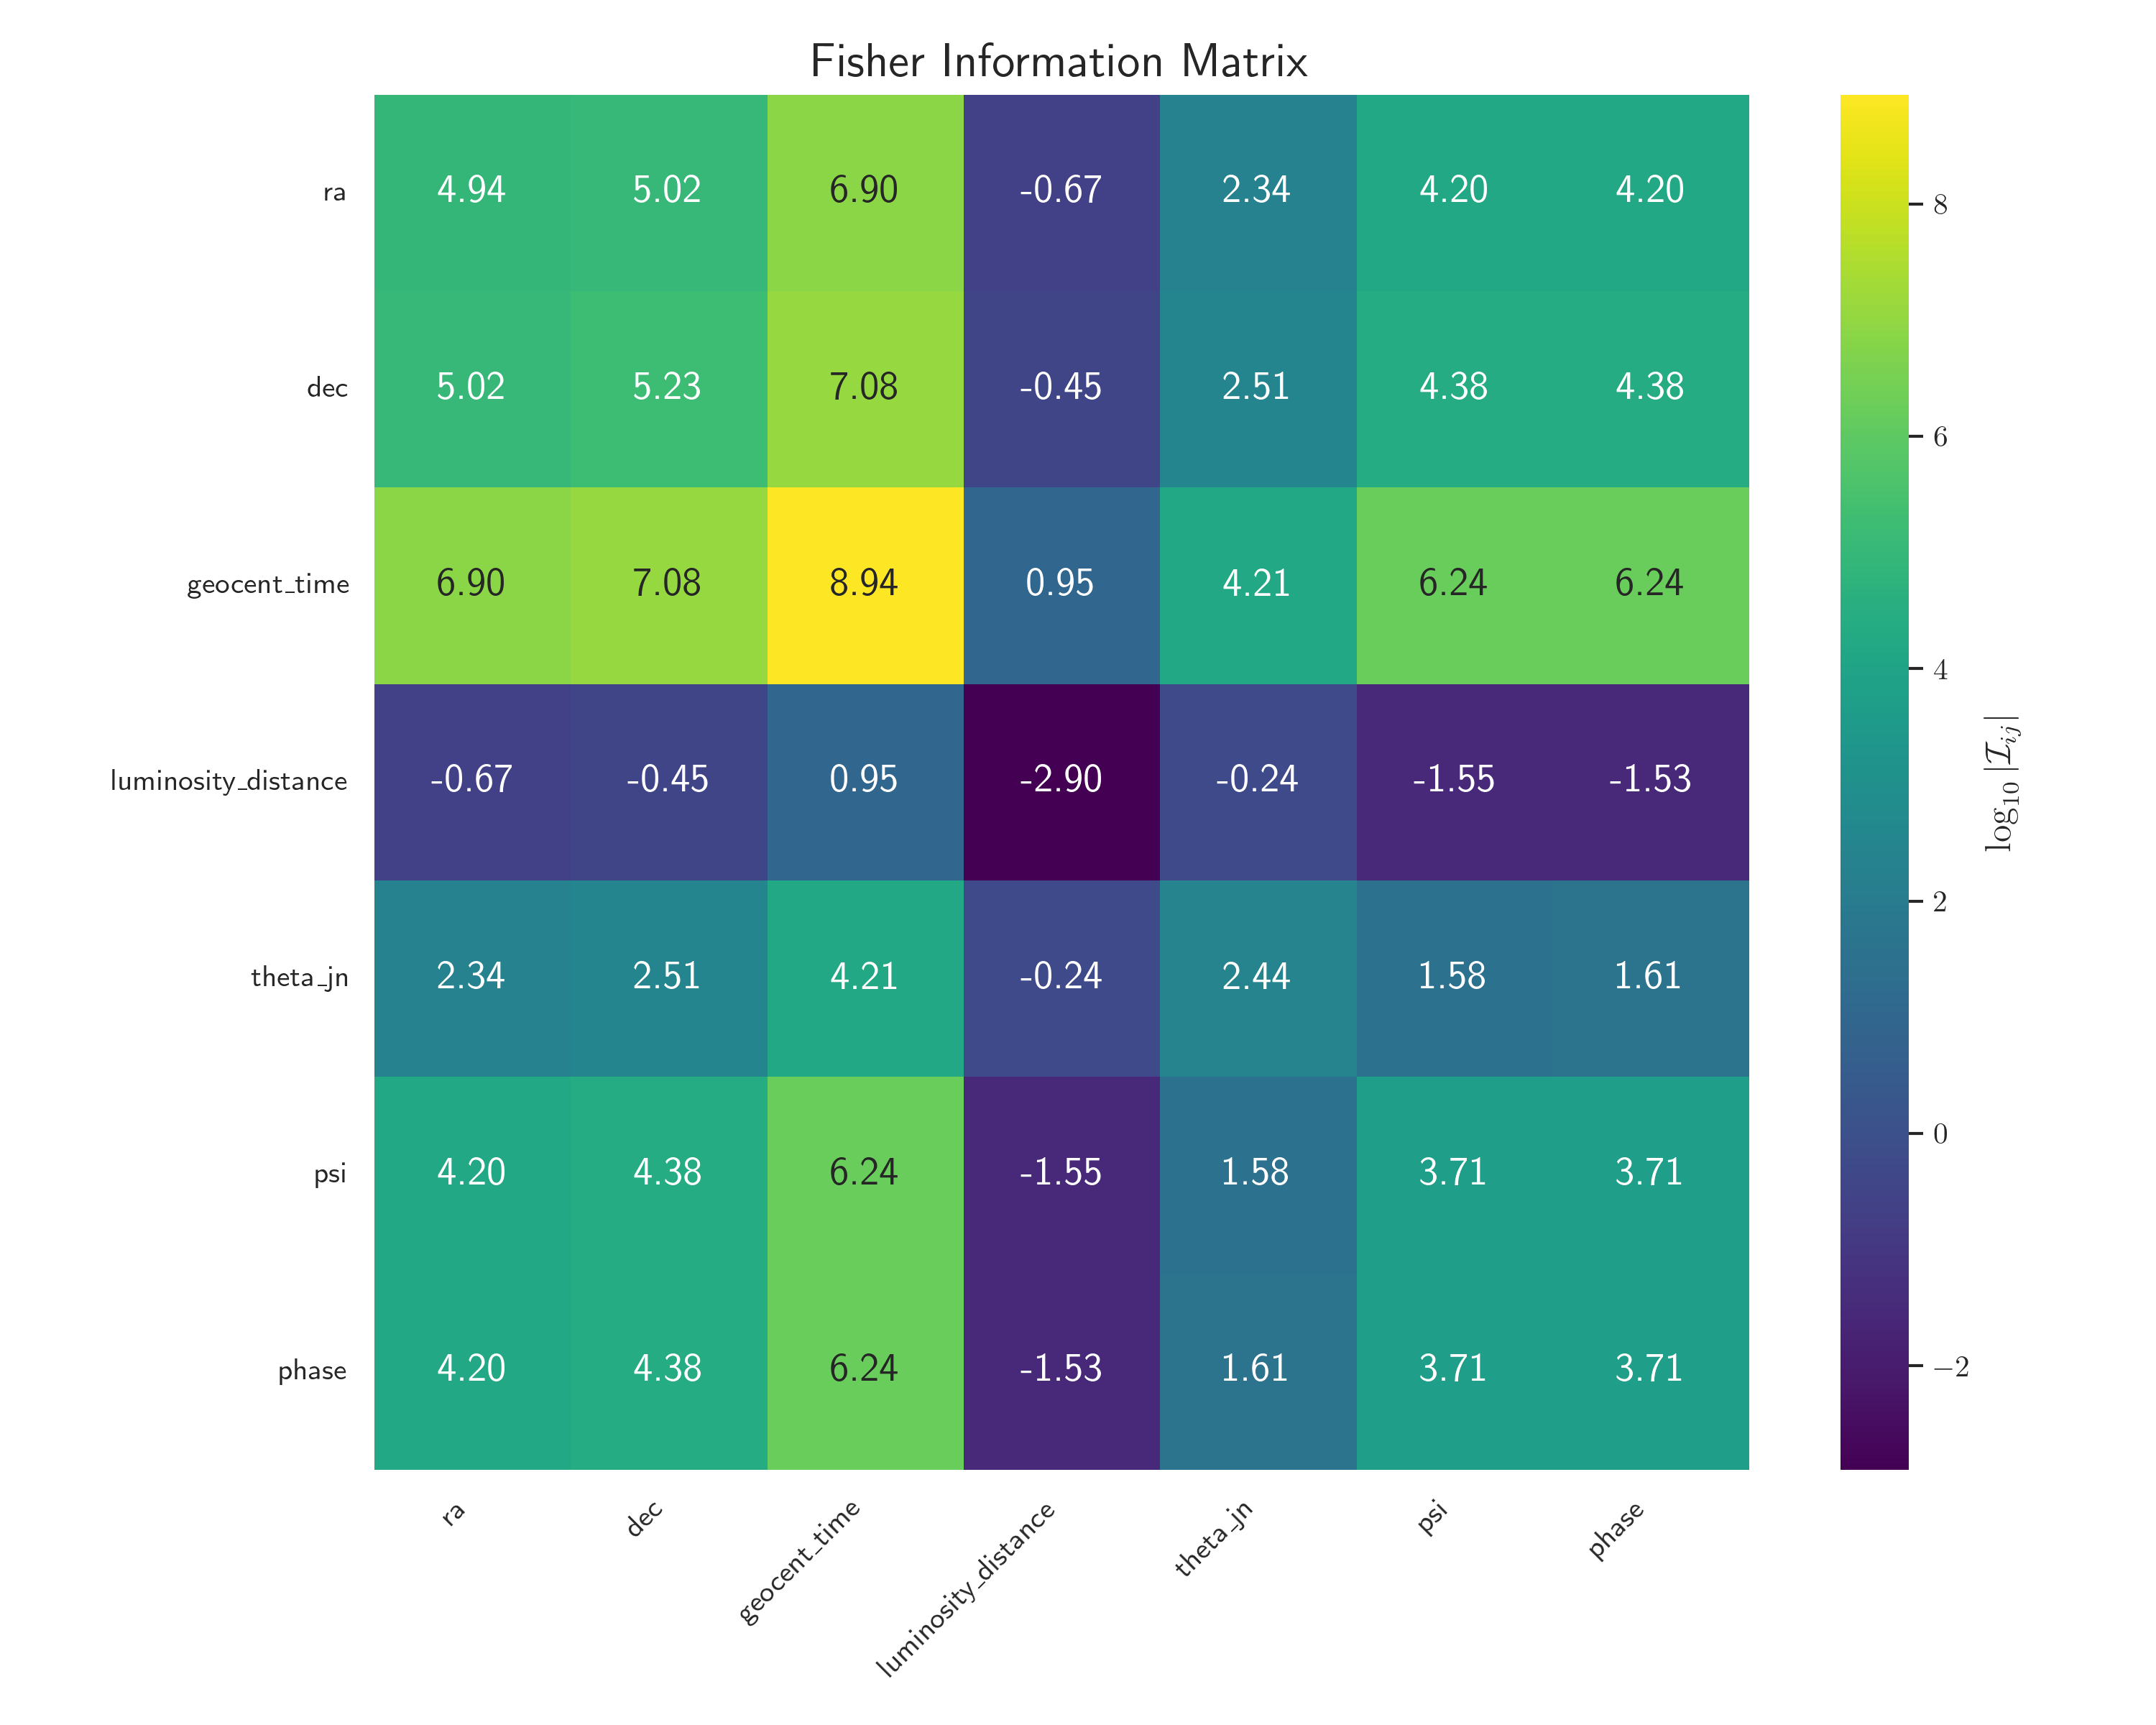 Fisher Information Matrix
ra 4.94 5.02 6.90 -0.67 2.34 4.20 4.20
dec 5.02 5.23 7.08 -0.45 2.51 4.38 4.38
geocent_time 6.90 7.08 8.94 0.95 4.21 6.24 6.24
luminosity_distance -0.67 -0.45 0.95 -2.90 -0.24 -1.55 -1.53
theta_jn 2.34 2.51 4.21 -0.24 2.44 1.58 1.61
psi 4.20 4.38 6.24 -1.55 1.58 3.71 3.71
phase 4.20 4.38 6.24 -1.53 1.61 3.71 3.71
ra dec geocent_time luminosity_distance theta_jn psi phase
8
6
4
2
0
−2
log₁₀ |ℐᵢⱼ|